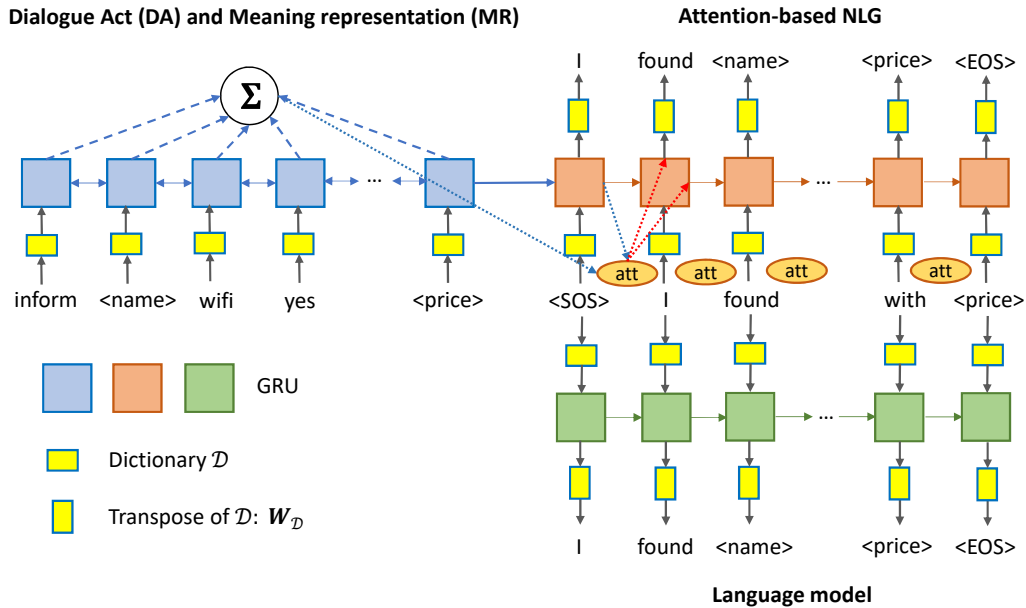 Dialogue Act (DA) and Meaning representation (MR)
Attention-based NLG
I found <name> <price> <EOS>
Σ
... ...
att att att att
inform <name> wifi yes <price>
<SOS> I found with <price>
GRU
...
Dictionary 𝒟
Transpose of 𝒟: W_𝒟
I found <name> <price> <EOS>
Language model